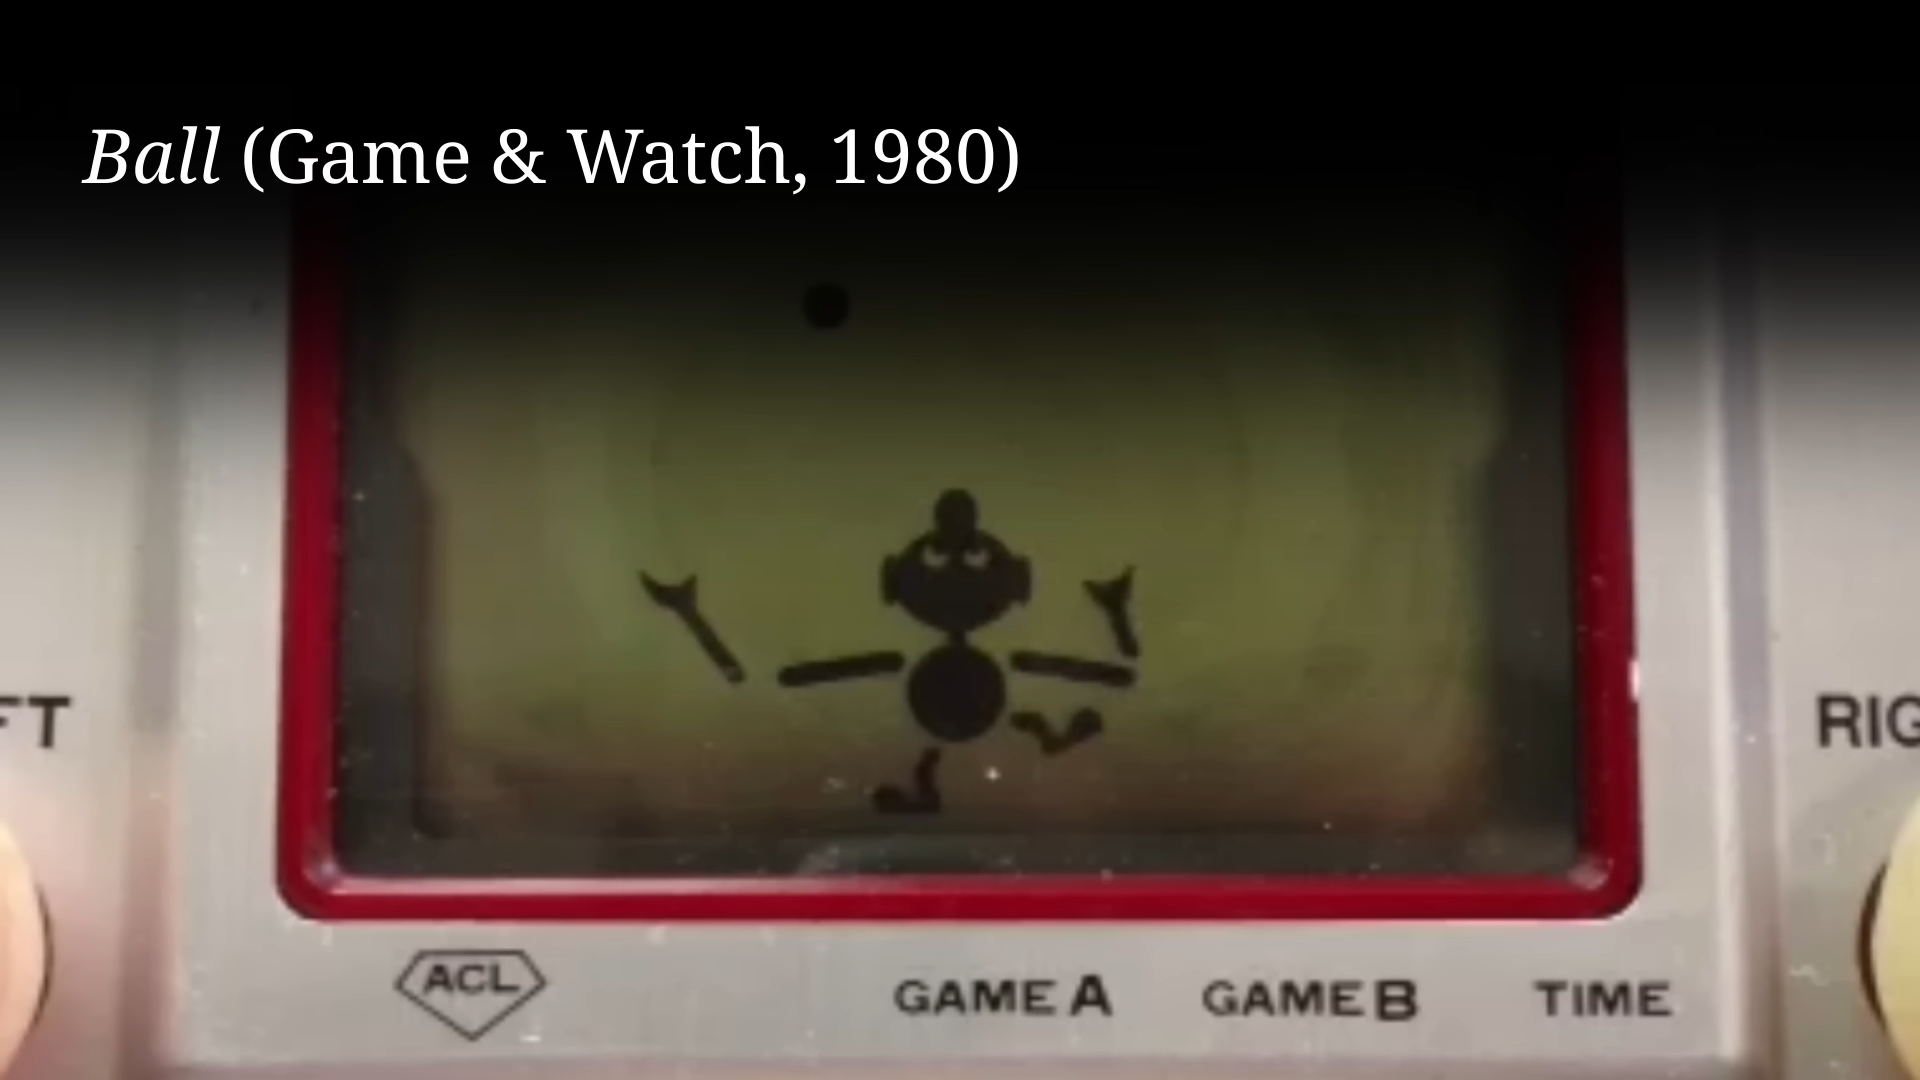 Ball (Game & Watch, 1980)
FT
RIG
ACL
GAME A
GAME B
TIME